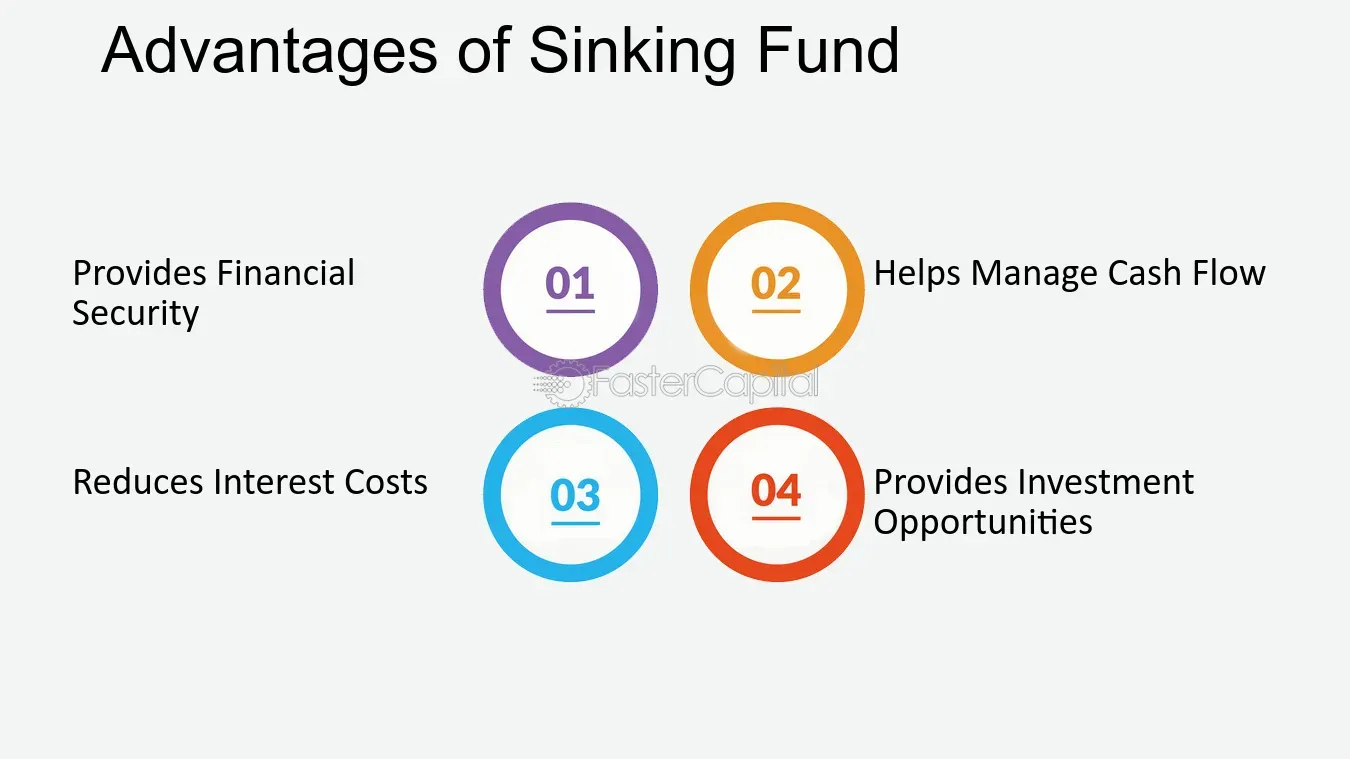 Advantages of Sinking Fund
Provides Financial
Security
01
02
Helps Manage Cash Flow
FasterCapital
Reduces Interest Costs
03
04
Provides Investment
Opportunities